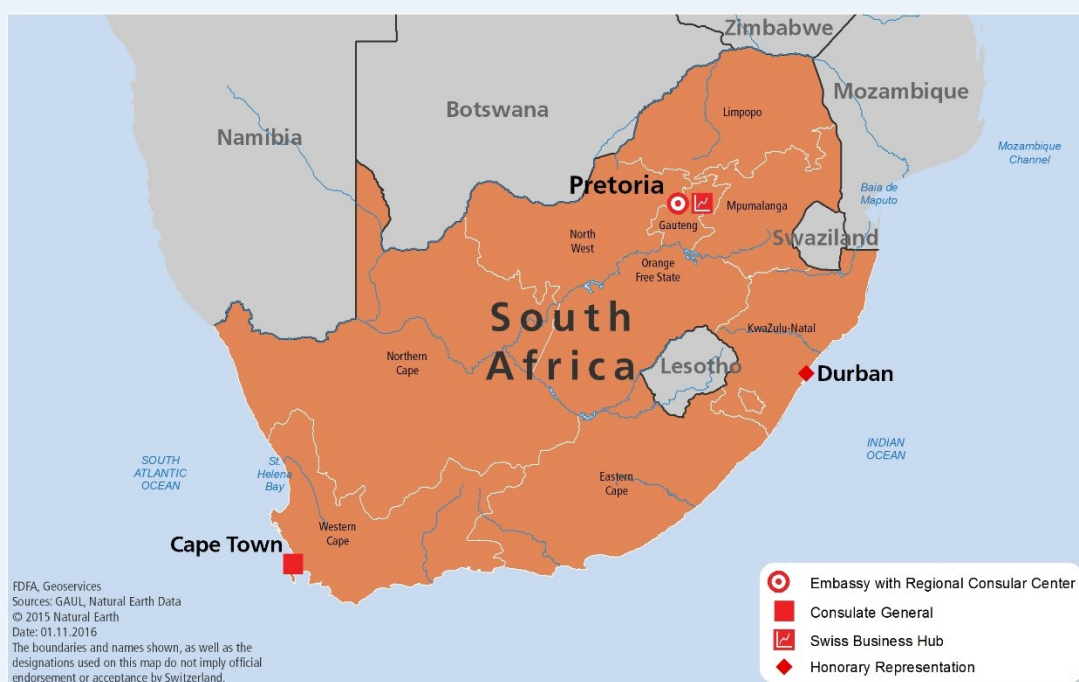 Zimbabwe
Mozambique
Botswana
Namibia
Limpopo
Mozambique
Channel
Pretoria
Mpumalanga
Baia de
Maputo
Gauteng
North
West
Swaziland
Orange
Free State
South
Africa
KwaZulu-Natal
Northern
Cape
Lesotho
Durban
SOUTH
ATLANTIC
OCEAN
St.
Helena
Bay
INDIAN
OCEAN
Eastern
Cape
Western
Cape
Cape Town
FDFA, Geoservices
Sources: GAUL, Natural Earth Data
© 2015 Natural Earth
Date: 01.11.2016
The boundaries and names shown, as well as the
designations used on this map do not imply official
endorsement or acceptance by Switzerland.
Embassy with Regional Consular Center
Consulate General
Swiss Business Hub
Honorary Representation